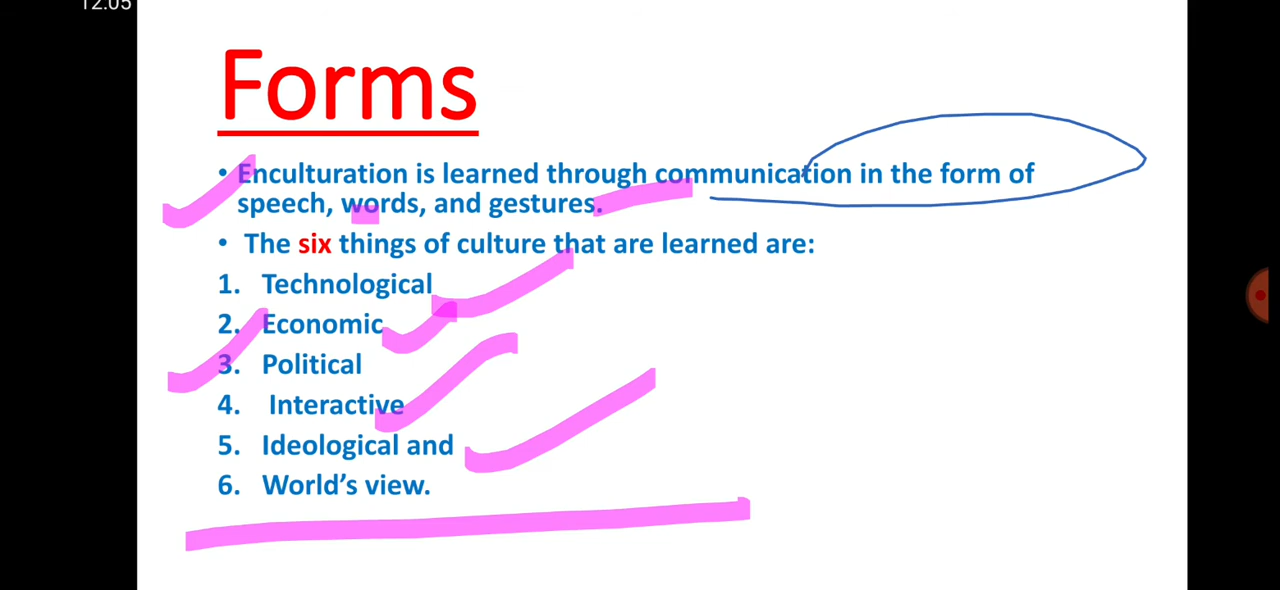 12:05
Forms
• Enculturation is learned through communication in the form of
speech, words, and gestures.
• The six things of culture that are learned are:
1. Technological
2. Economic
3. Political
4. Interactive
5. Ideological and
6. World’s view.